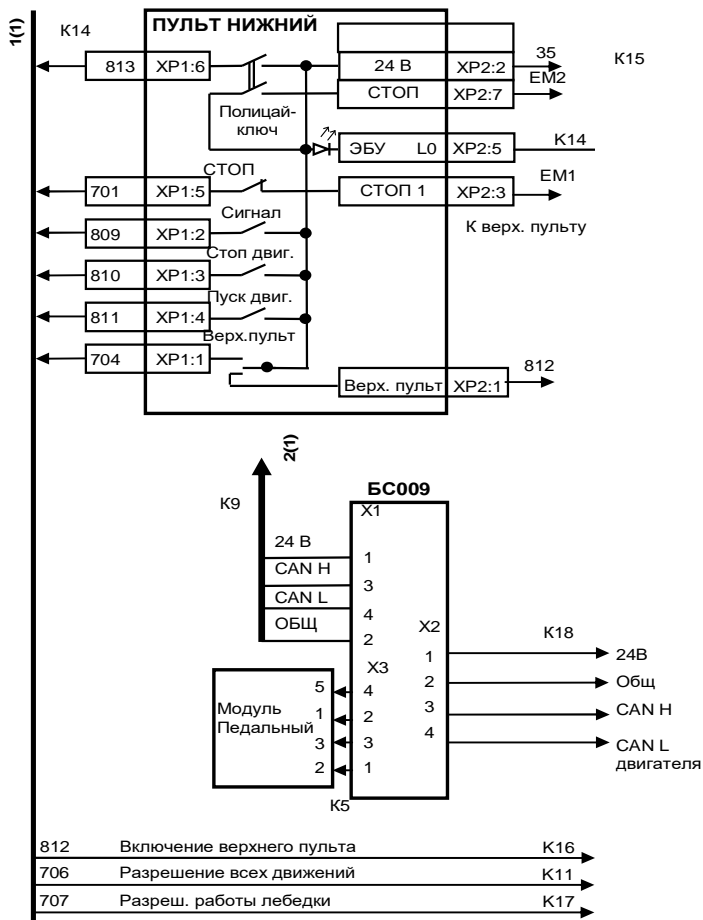 1(1)
К14
ПУЛЬТ НИЖНИЙ
813 XP1:6 24 В XP2:2 35 К15
СТОП XP2:7 EM2
Полицай-
ключ
ЭБУ L0 XP2:5 K14
СТОП
701 XP1:5 СТОП 1 XP2:3 EM1
Сигнал К верх. пульту
809 XP1:2
Стоп двиг.
810 XP1:3
Пуск двиг.
811 XP1:4
Верх.пульт
704 XP1:1
Верх. пульт XP2:1 812
2(1)
К9
БС009
X1
24 В
1
CAN H
3
CAN L
4
ОБЩ
2
X2
К18
1 24В
2 Общ
3 CAN H
4 CAN L
двигателя
X3
Модуль
Педальный
5 4
1 2
3 3
2 1
К5
812 Включение верхнего пульта К16
706 Разрешение всех движений К11
707 Разреш. работы лебедки К17